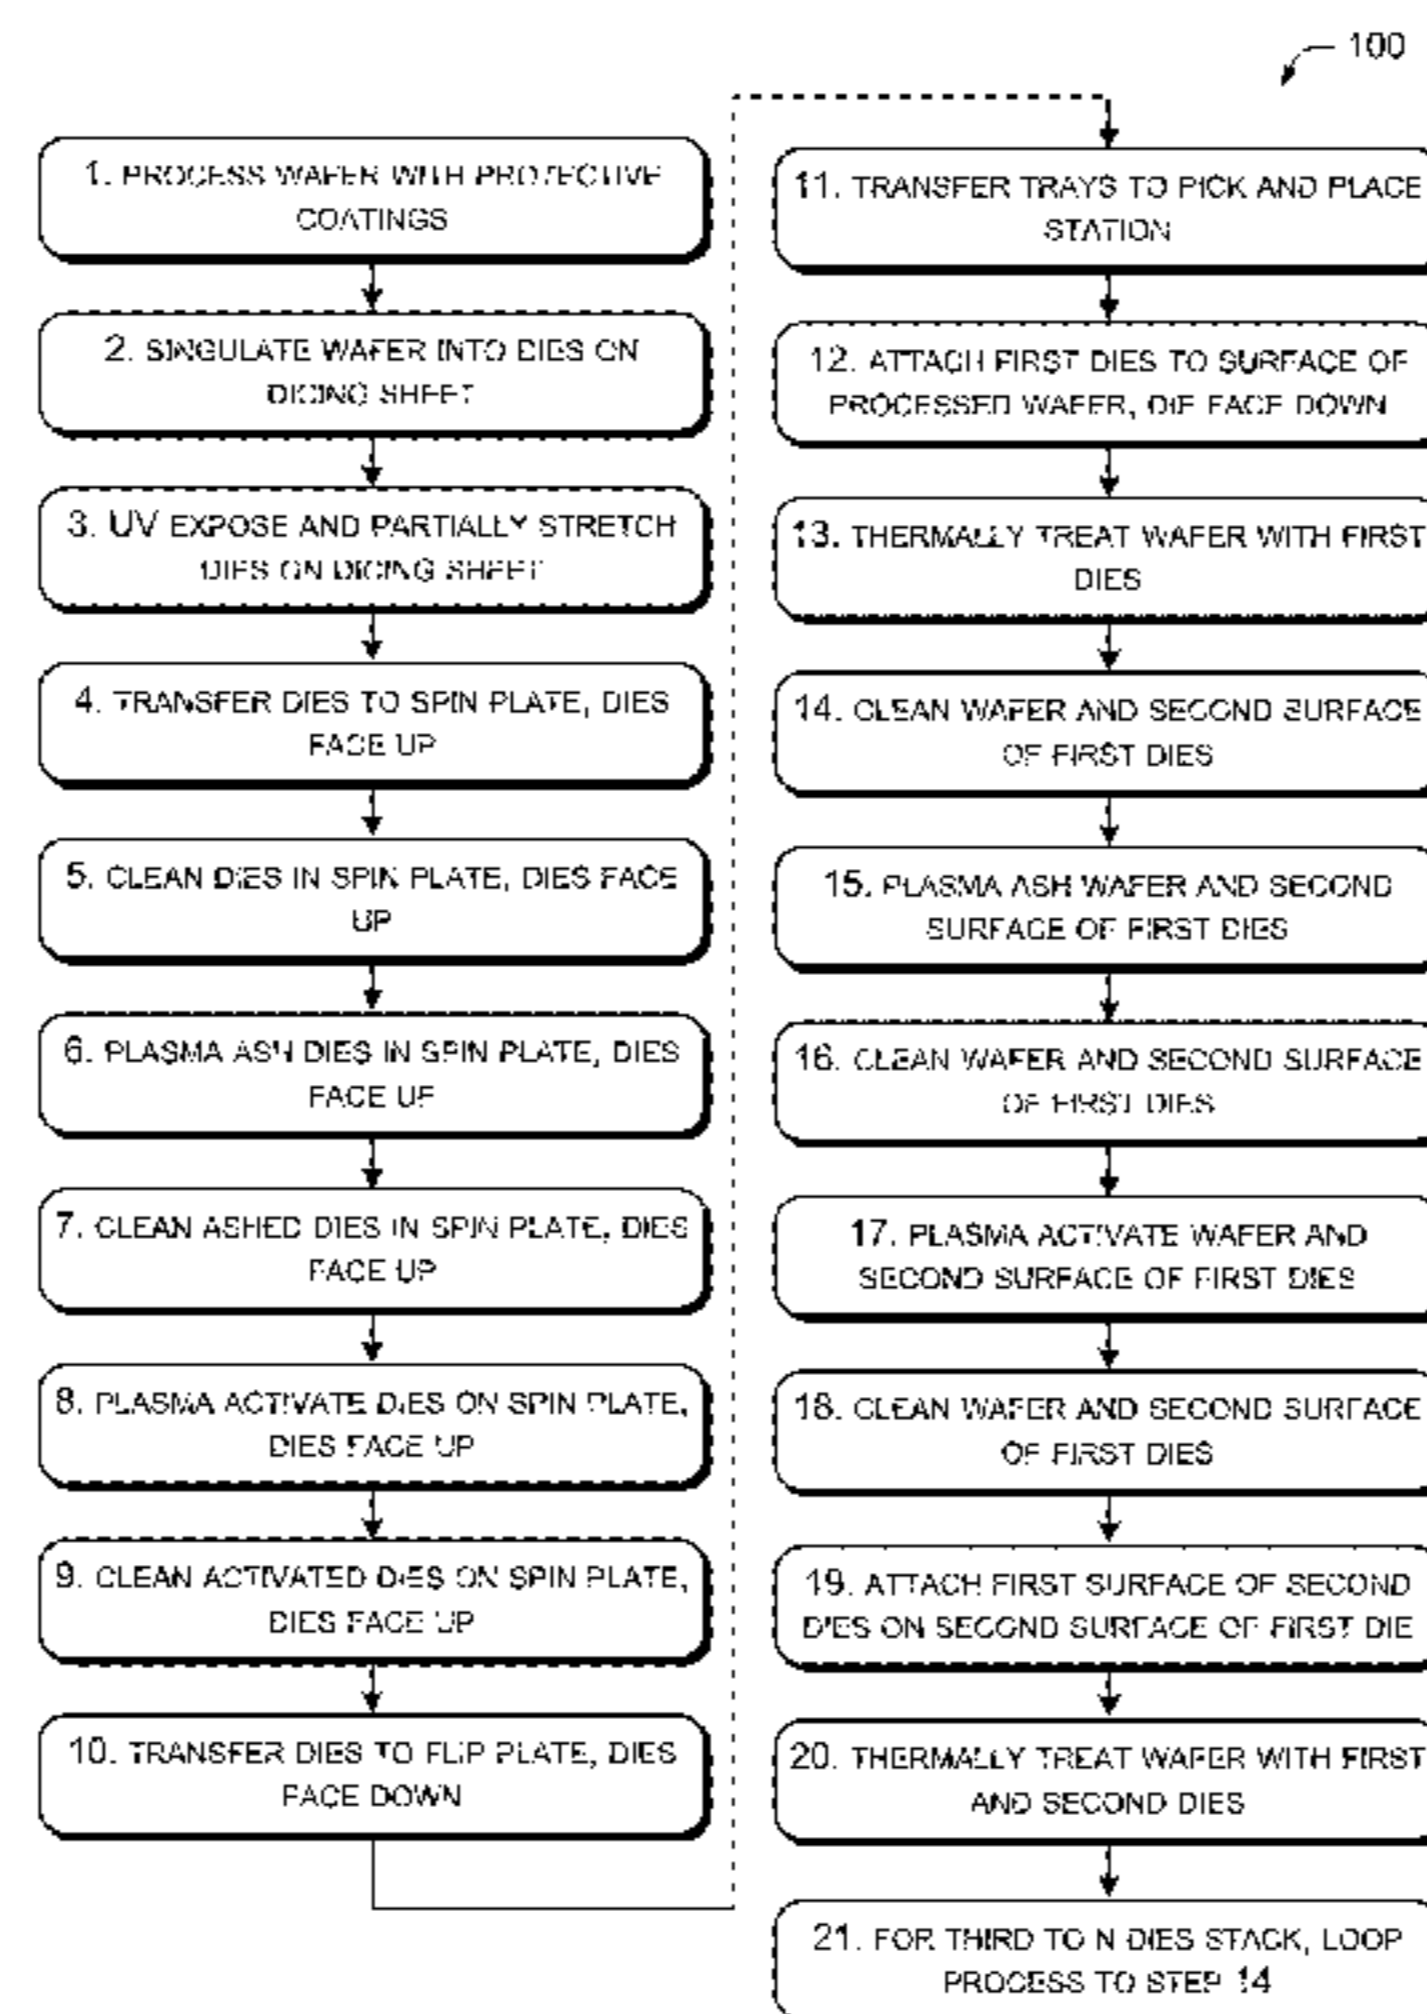 100
1. PROCESS WAFER WITH PROTECTIVE
COATINGS
2. SINGULATE WAFER INTO DIES ON
DICING SHEET
3. UV EXPOSE AND PARTIALLY STRETCH
DIES ON DICING SHEET
4. TRANSFER DIES TO SPIN PLATE, DIES
FACE UP
5. CLEAN DIES IN SPIN PLATE, DIES FACE
UP
6. PLASMA ASH DIES IN SPIN PLATE, DIES
FACE UP
7. CLEAN ASHED DIES IN SPIN PLATE, DIES
FACE UP
8. PLASMA ACTIVATE DIES ON SPIN PLATE,
DIES FACE UP
9. CLEAN ACTIVATED DIES ON SPIN PLATE,
DIES FACE UP
10. TRANSFER DIES TO FLIP PLATE, DIES
FACE DOWN
11. TRANSFER TRAYS TO PICK AND PLACE
STATION
12. ATTACH FIRST DIES TO SURFACE OF
PROCESSED WAFER, DIE FACE DOWN
13. THERMALLY TREAT WAFER WITH FIRST
DIES
14. CLEAN WAFER AND SECOND SURFACE
OF FIRST DIES
15. PLASMA ASH WAFER AND SECOND
SURFACE OF FIRST DIES
16. CLEAN WAFER AND SECOND SURFACE
OF FIRST DIES
17. PLASMA ACTIVATE WAFER AND
SECOND SURFACE OF FIRST DIES
18. CLEAN WAFER AND SECOND SURFACE
OF FIRST DIES
19. ATTACH FIRST SURFACE OF SECOND
DIES ON SECOND SURFACE OF FIRST DIE
20. THERMALLY TREAT WAFER WITH FIRST
AND SECOND DIES
21. FOR THIRD TO N DIES STACK, LOOP
PROCESS TO STEP 14